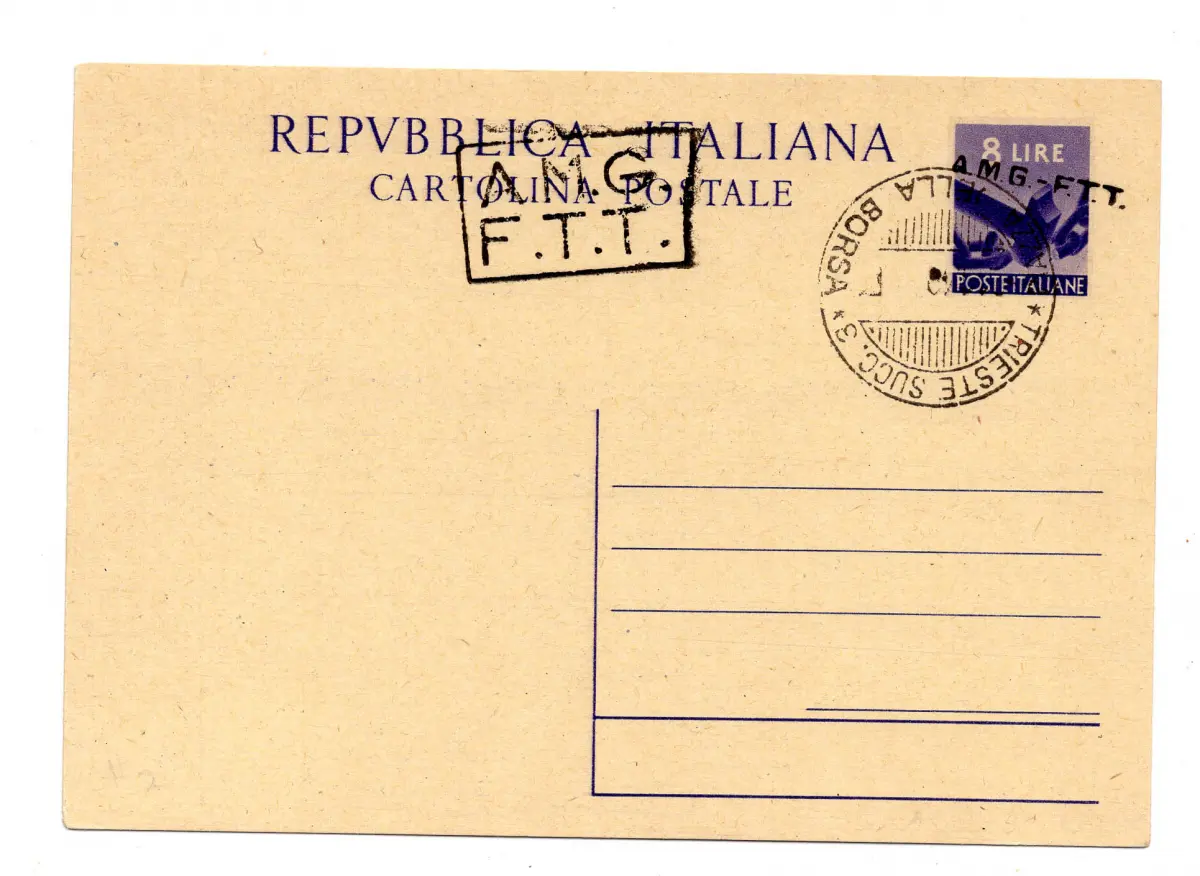 REPVBBLICA ITALIANA
CARTOLINA POSTALE
A.M.G.
F.T.T.
8 LIRE
A.M.G.-F.T.T.
POSTE ITALIANE
BORSA
* TRIESTE SUCC. 3 *